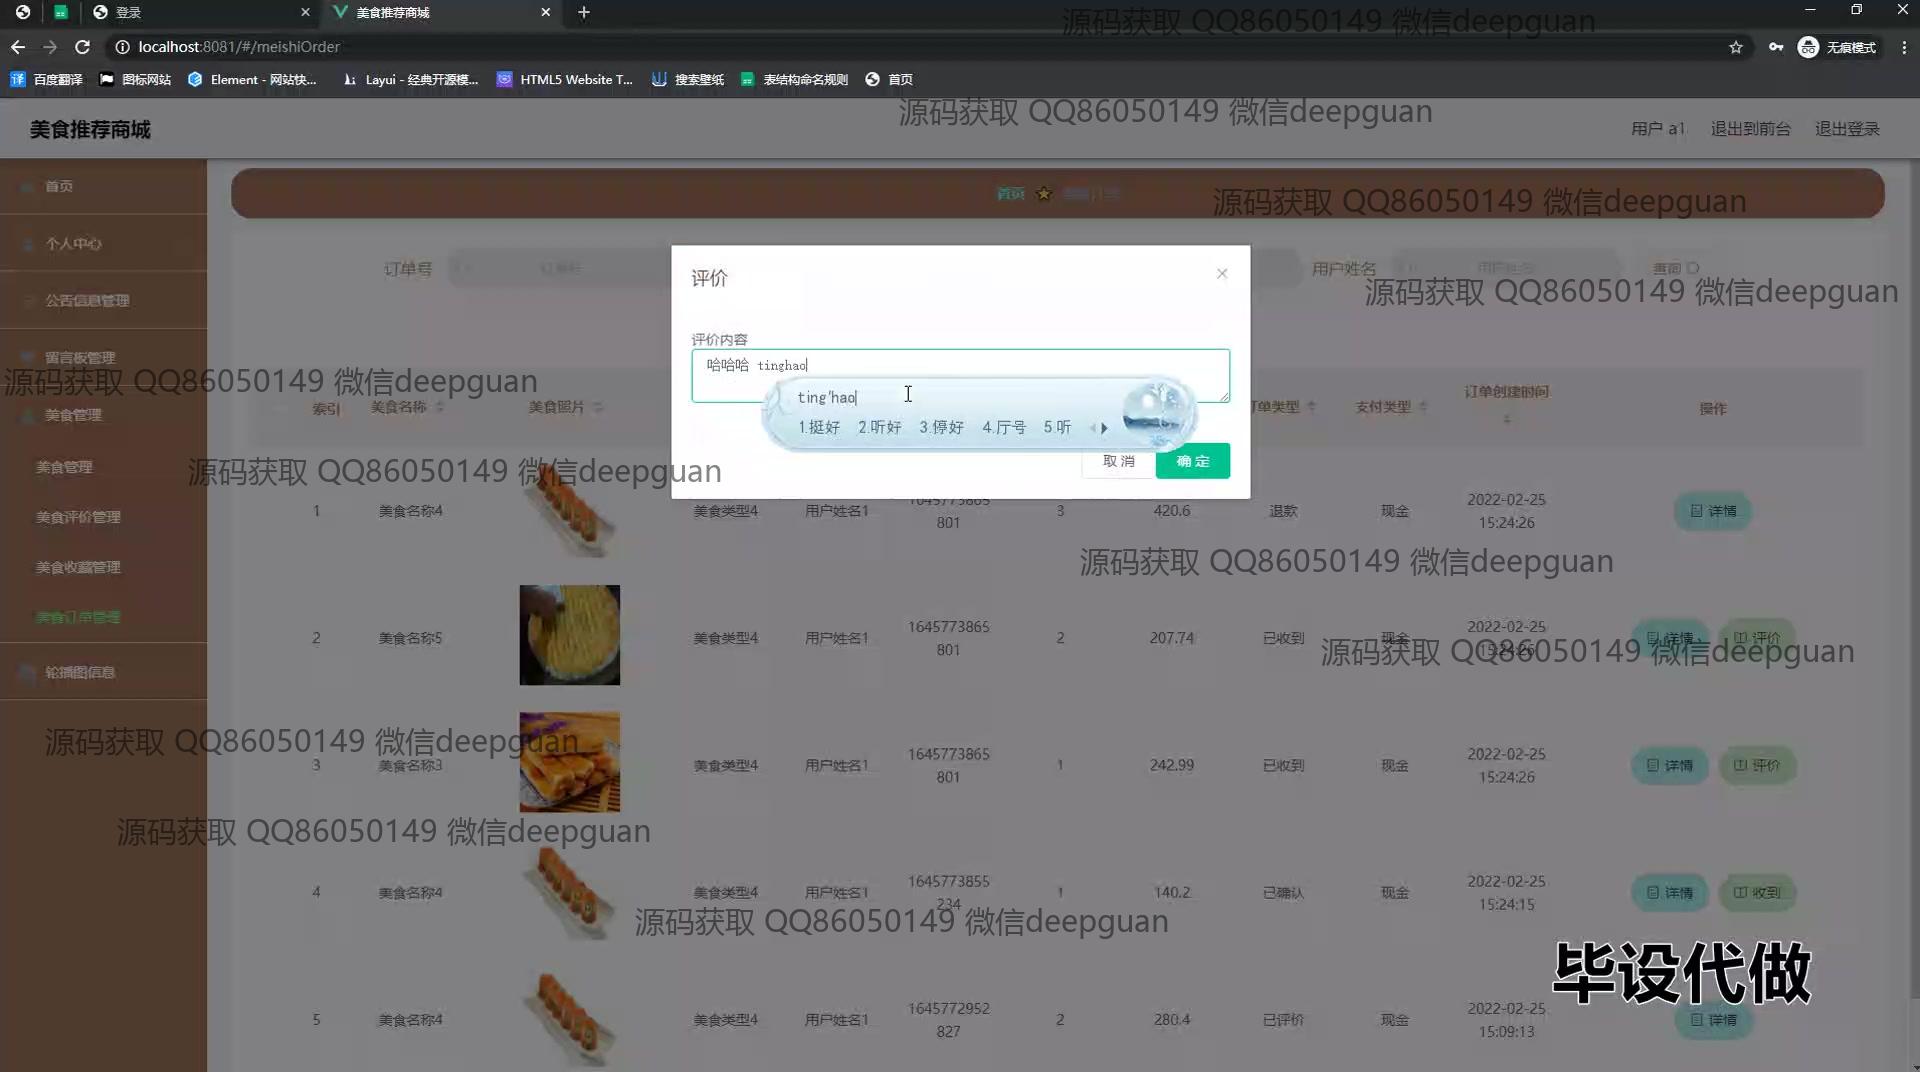 登录
美食推荐商城
localhost:8081/#/meishiOrder
无痕模式
百度翻译 图标网站 Element - 网站快... Layui - 经典开源模... HTML5 Website T... 搜索壁纸 表结构命名规则 首页
源码获取 QQ86050149 微信deepguan
源码获取 QQ86050149 微信deepguan
美食推荐商城
用户 a1 退出到前台 退出登录
首页
首页
源码获取 QQ86050149 微信deepguan
个人中心
订单号
用户姓名
查询
评价
源码获取 QQ86050149 微信deepguan
公告信息管理
评价内容
哈哈哈 tinghao
留言板管理
源码获取 QQ86050149 微信deepguan
ting'hao
1.挺好 2.听好 3.停好 4.厅号 5.听
取消 确定
美食管理
索引 美食名称 美食照片 单类型 支付类型 订单创建时间 操作
美食管理
源码获取 QQ86050149 微信deepguan
美食评价管理
美食收藏管理
美食订单管理
轮播图信息
1 美食名称4 美食类型4 用户姓名1 1645773865801 3 420.6 退款 现金 2022-02-25 15:24:26 详情
源码获取 QQ86050149 微信deepguan
2 美食名称5 美食类型4 用户姓名1 1645773865801 2 207.74 已收到 现金 2022-02-25 15:24:26 详情 评价
源码获取 QQ86050149 微信deepguan
源码获取 QQ86050149 微信deepguan
3 美食名称3 美食类型4 用户姓名1 1645773865801 1 242.99 已收到 现金 2022-02-25 15:24:26 详情 评价
源码获取 QQ86050149 微信deepguan
4 美食名称4 美食类型4 用户姓名1 1645773855234 1 140.2 已确认 现金 2022-02-25 15:24:15 详情 收到
源码获取 QQ86050149 微信deepguan
毕设代做
5 美食名称4 美食类型4 用户姓名1 1645772952827 2 280.4 已评价 现金 2022-02-25 15:09:13 详情